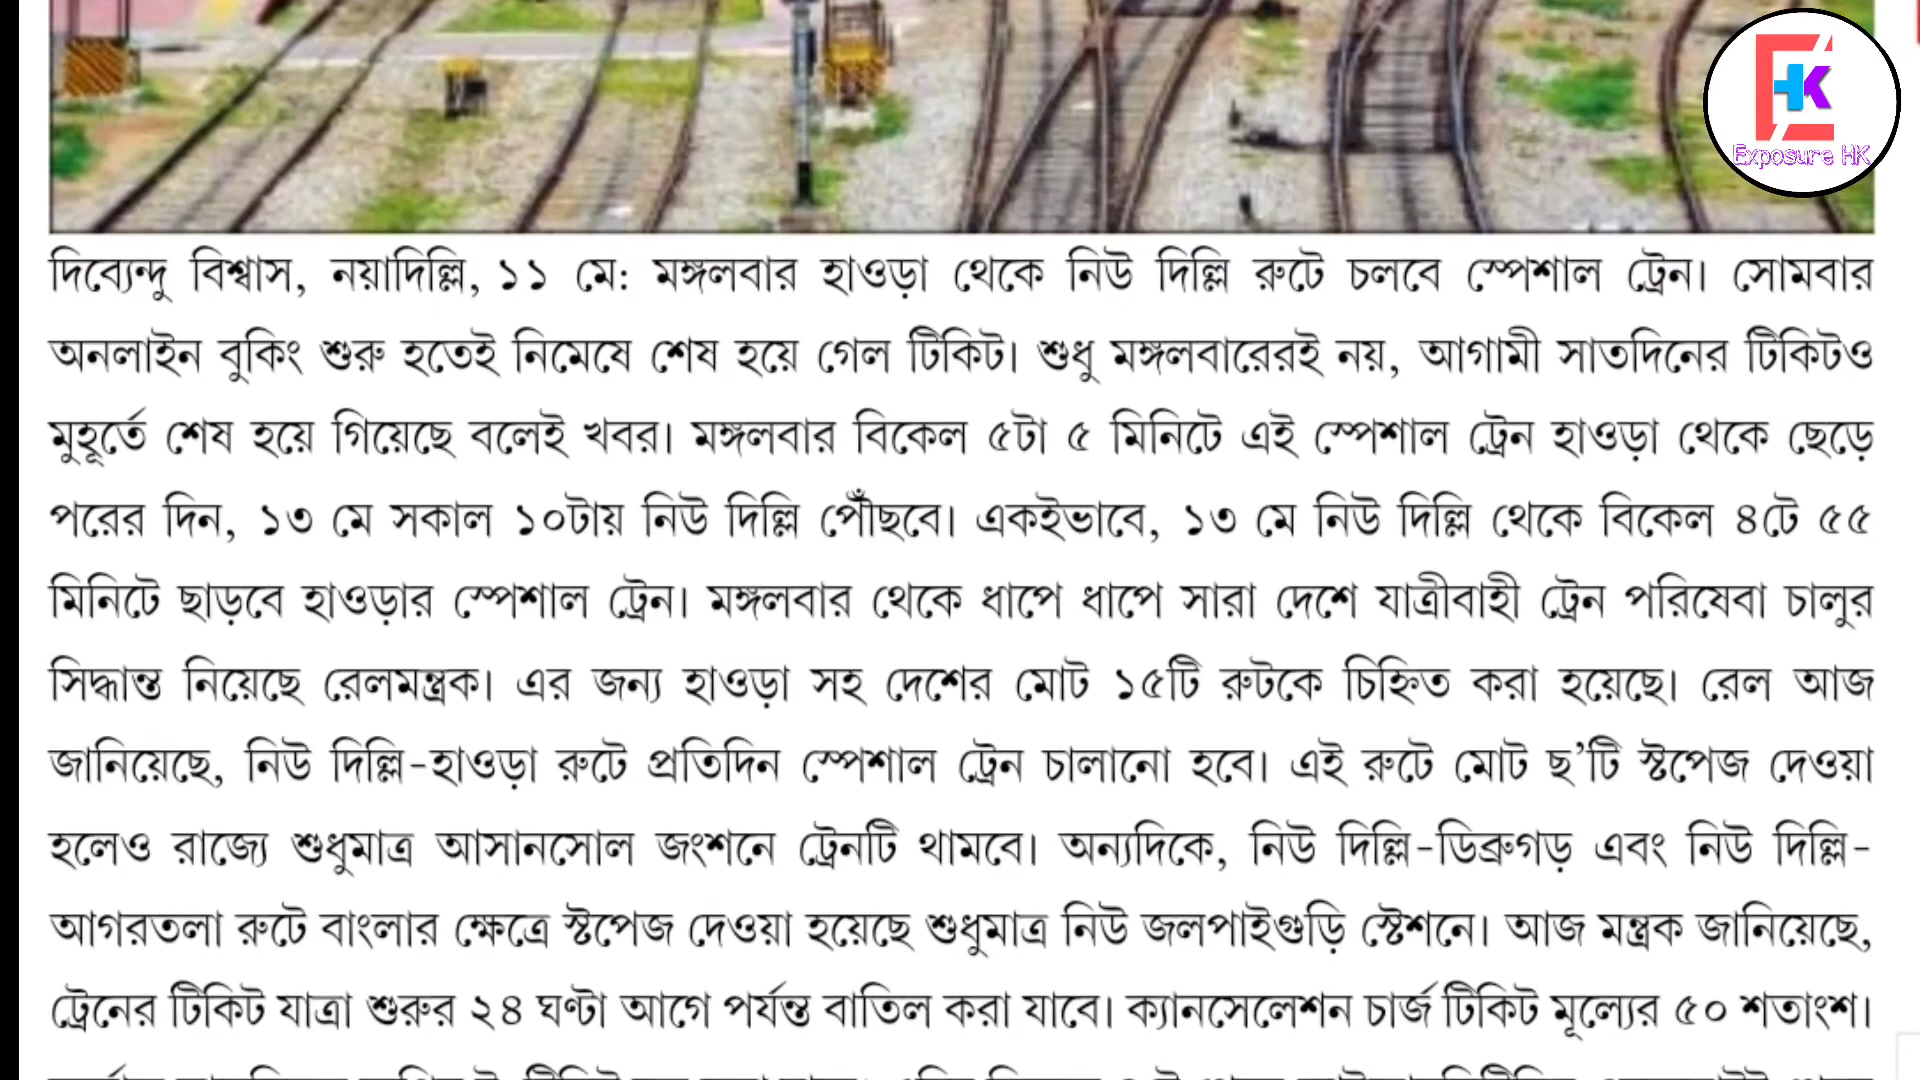 Exposure HK
দিব্যেন্দু বিশ্বাস, নয়াদিল্লি, ১১ মে: মঙ্গলবার হাওড়া থেকে নিউ দিল্লি রুটে চলবে স্পেশাল ট্রেন। সোমবার
অনলাইন বুকিং শুরু হতেই নিমেষে শেষ হয়ে গেল টিকিট। শুধু মঙ্গলবারেরই নয়, আগামী সাতদিনের টিকিটও
মুহূর্তে শেষ হয়ে গিয়েছে বলেই খবর। মঙ্গলবার বিকেল ৫টা ৫ মিনিটে এই স্পেশাল ট্রেন হাওড়া থেকে ছেড়ে
পরের দিন, ১৩ মে সকাল ১০টায় নিউ দিল্লি পৌঁছবে। একইভাবে, ১৩ মে নিউ দিল্লি থেকে বিকেল ৪টে ৫৫
মিনিটে ছাড়বে হাওড়ার স্পেশাল ট্রেন। মঙ্গলবার থেকে ধাপে ধাপে সারা দেশে যাত্রীবাহী ট্রেন পরিষেবা চালুর
সিদ্ধান্ত নিয়েছে রেলমন্ত্রক। এর জন্য হাওড়া সহ দেশের মোট ১৫টি রুটকে চিহ্নিত করা হয়েছে। রেল আজ
জানিয়েছে, নিউ দিল্লি-হাওড়া রুটে প্রতিদিন স্পেশাল ট্রেন চালানো হবে। এই রুটে মোট ছ’টি স্টপেজ দেওয়া
হলেও রাজ্যে শুধুমাত্র আসানসোল জংশনে ট্রেনটি থামবে। অন্যদিকে, নিউ দিল্লি-ডিব্রুগড় এবং নিউ দিল্লি-
আগরতলা রুটে বাংলার ক্ষেত্রে স্টপেজ দেওয়া হয়েছে শুধুমাত্র নিউ জলপাইগুড়ি স্টেশনে। আজ মন্ত্রক জানিয়েছে,
ট্রেনের টিকিট যাত্রা শুরুর ২৪ ঘণ্টা আগে পর্যন্ত বাতিল করা যাবে। ক্যানসেলেশন চার্জ টিকিট মূল্যের ৫০ শতাংশ।